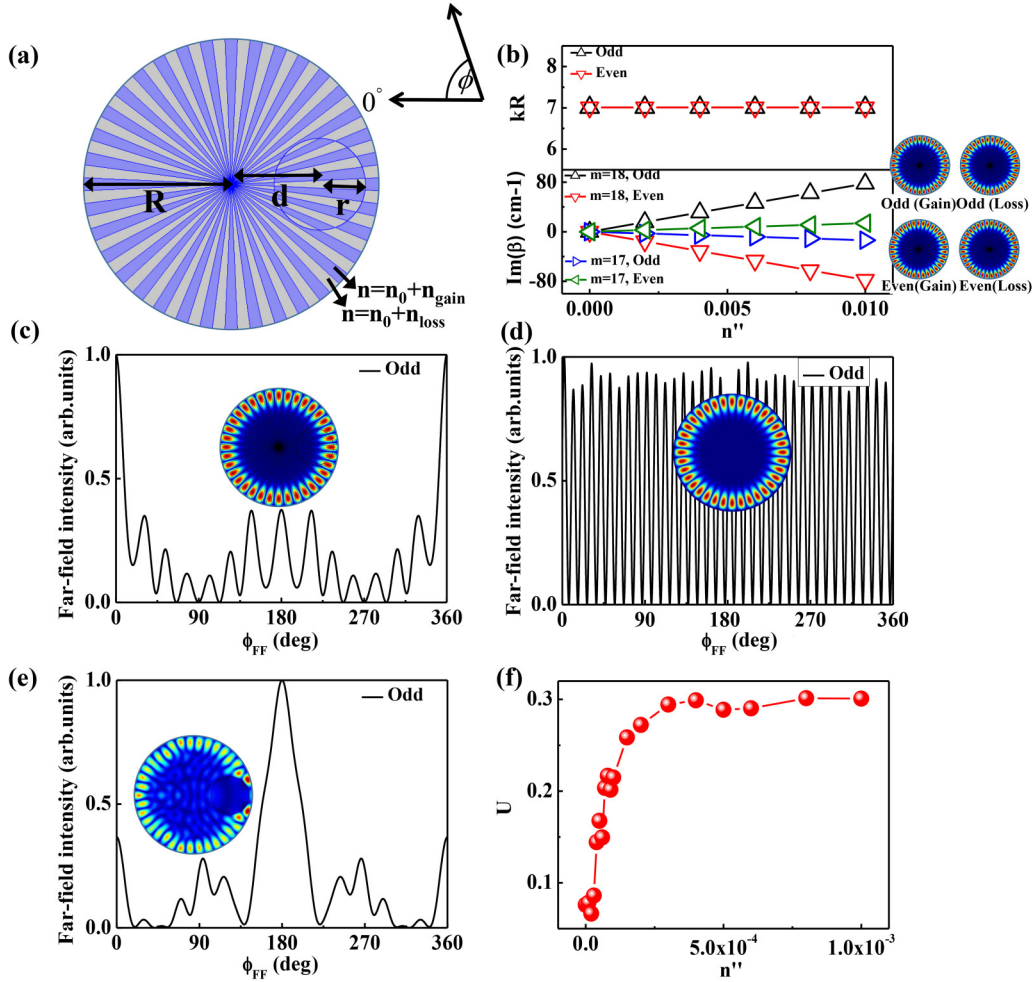 (a)
0°
ϕ
R
d
r
n=n₀+n_gain
n=n₀+n_loss
(b)
Odd
Even
8
7
6
kR
m=18, Odd
m=18, Even
m=17, Odd
m=17, Even
80
0
-80
Im(β) (cm-1)
0.000
0.005
0.010
n''
Odd (Gain)
Odd (Loss)
Even(Gain)
Even(Loss)
(c)
Odd
1.0
0.5
0.0
Far-field intensity (arb.units)
0
90
180
270
360
ϕ_FF (deg)
(d)
Odd
1.0
0.5
0.0
Far-field intensity (arb.units)
0
90
180
270
360
ϕ_FF (deg)
(e)
Odd
1.0
0.5
0.0
Far-field intensity (arb.units)
0
90
180
270
360
ϕ_FF (deg)
(f)
0.3
0.2
0.1
U
0.0
5.0x10⁻⁴
1.0x10⁻³
n''